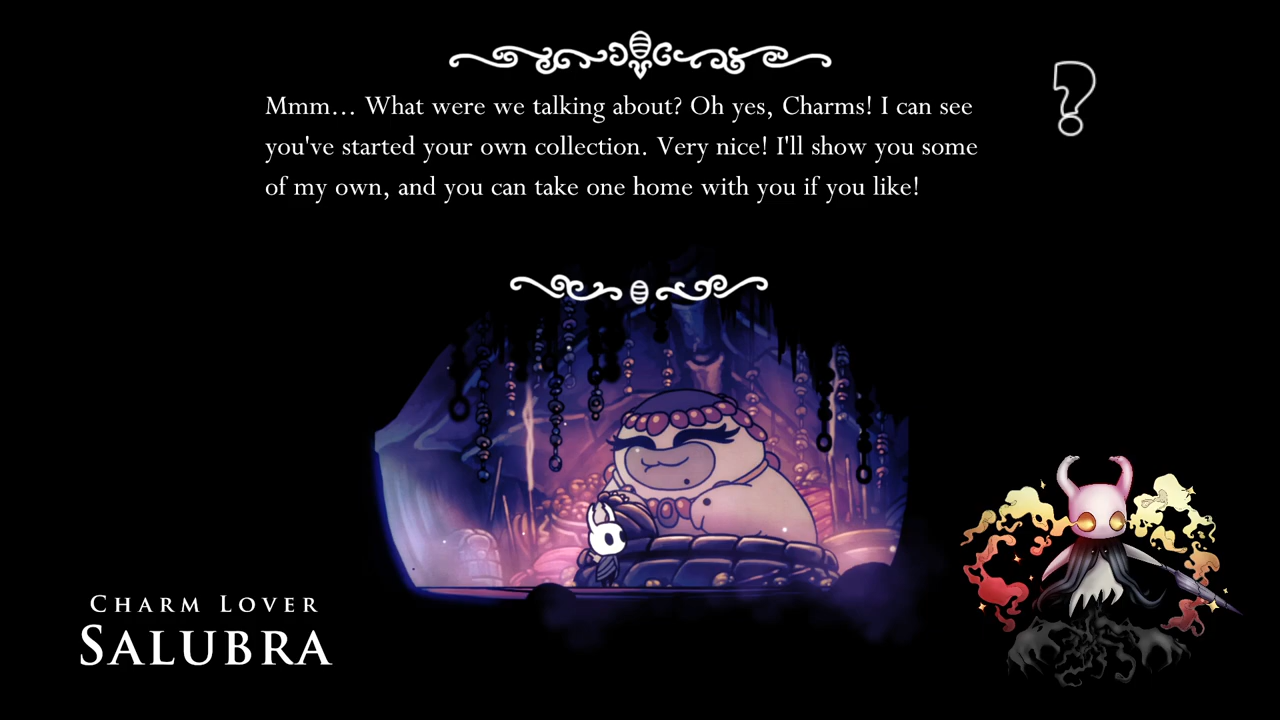 Mmm... What were we talking about? Oh yes, Charms! I can see
you've started your own collection. Very nice! I'll show you some
of my own, and you can take one home with you if you like!
?
Charm Lover
Salubra